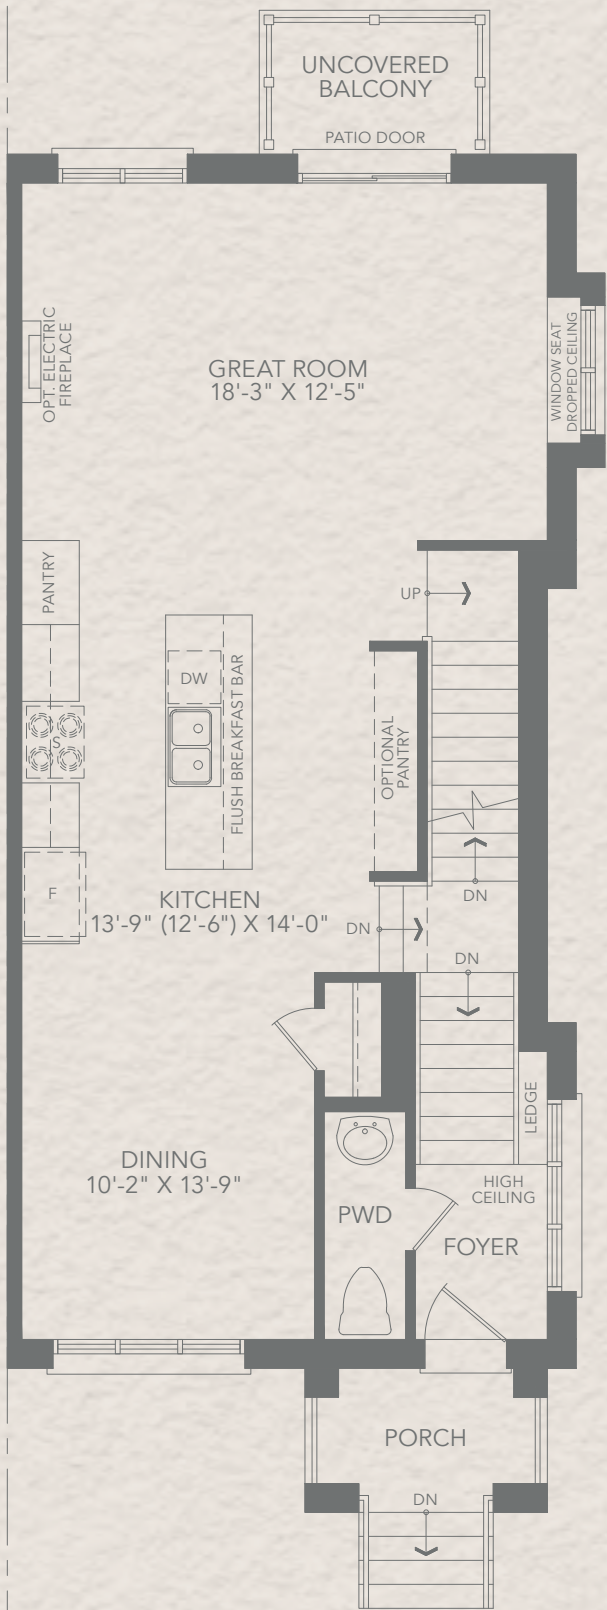 UNCOVERED
BALCONY
PATIO DOOR
OPT. ELECTRIC
FIREPLACE
GREAT ROOM
18'-3" X 12'-5"
WINDOW SEAT
DROPPED CEILING
PANTRY
UP
DW
FLUSH BREAKFAST BAR
S
OPTIONAL
PANTRY
F
KITCHEN
13'-9" (12'-6") X 14'-0"
DN
DN
DN
LEDGE
DINING
10'-2" X 13'-9"
HIGH
CEILING
PWD
FOYER
PORCH
DN